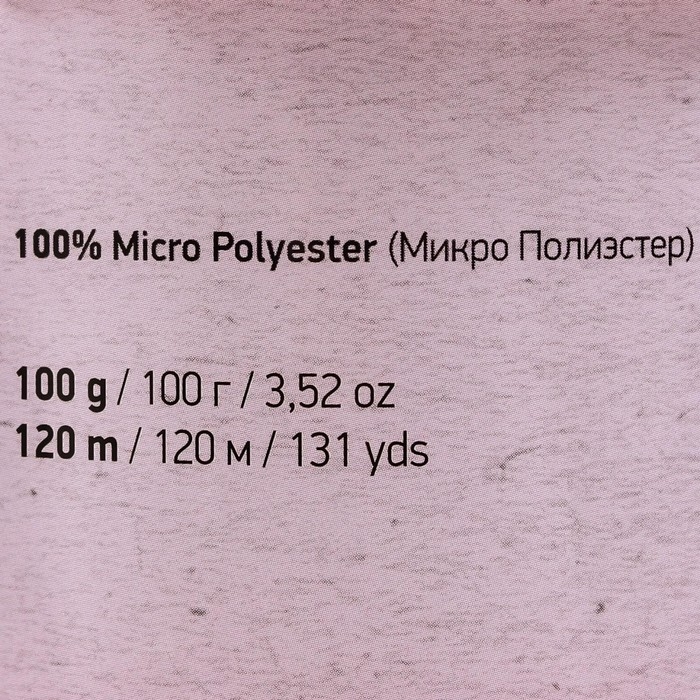 100% Micro Polyester (Микро Полиэстер)
100 g / 100 г / 3,52 oz
120 m / 120 м / 131 yds